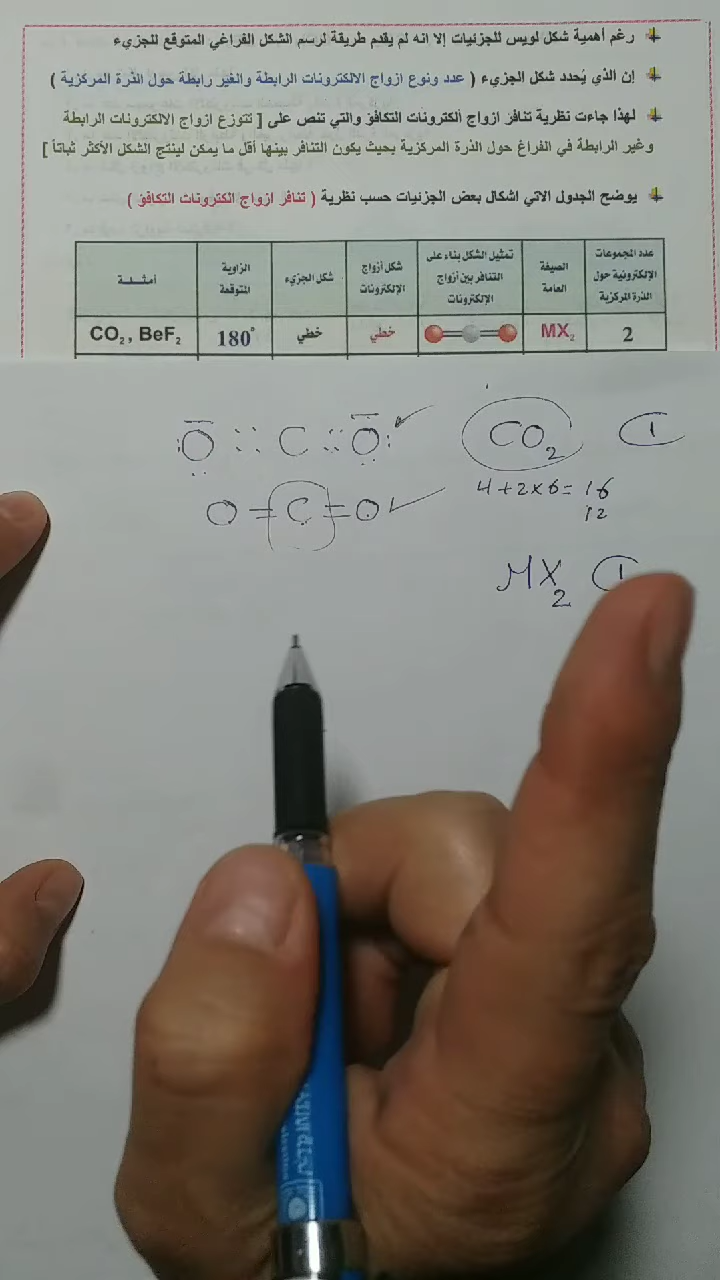 رغم أهمية شكل لويس للجزيئات إلا انه لم يقدم طريقة لرسم الشكل الفراغي المتوقع للجزيء
إن الذي يُحدد شكل الجزيء ( عدد ونوع ازواج الالكترونات الرابطة والغير رابطة حول الذرة المركزية )
لهذا جاءت نظرية تنافر ازواج ألكترونات التكافؤ والتي تنص على [ تتوزع ازواج الالكترونات الرابطة
وغير الرابطة في الفراغ حول الذرة المركزية بحيث يكون التنافر بينها أقل ما يمكن لينتج الشكل الأكثر ثباتاً ]
يوضح الجدول الاتي اشكال بعض الجزئيات حسب نظرية ( تنافر ازواج الكترونات التكافؤ )
عدد المجموعات الإلكترونية حول الذرة المركزية
الصيغة العامة
تمثيل الشكل بناء على التنافر بين أزواج الإلكترونات
شكل أزواج الإلكترونات
شكل الجزيء
الزاوية المتوقعة
أمثلة
2
MX₂
خطي
خطي
180°
CO₂ , BeF₂
CO₂ 1
O :: C :: O
4+2×6=16
12
O=C=O
MX₂ 1